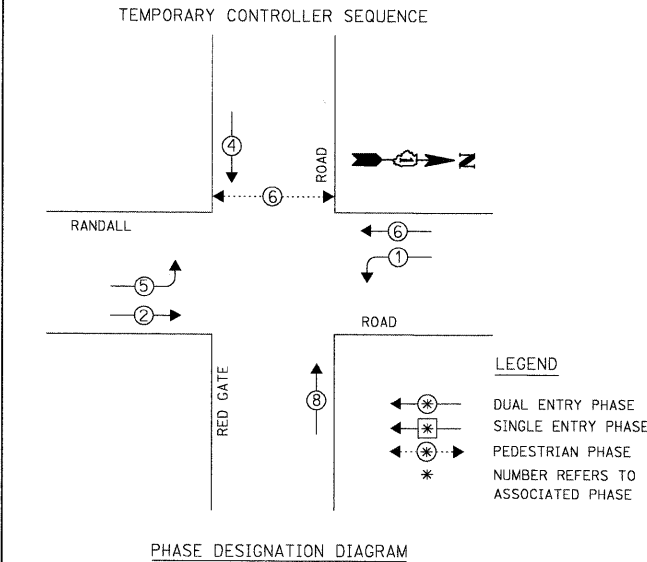 TEMPORARY CONTROLLER SEQUENCE
4
ROAD
N
6
RANDALL
6
1
5
2
ROAD
RED GATE
8
LEGEND
* DUAL ENTRY PHASE
* SINGLE ENTRY PHASE
* PEDESTRIAN PHASE
* NUMBER REFERS TO
ASSOCIATED PHASE
PHASE DESIGNATION DIAGRAM